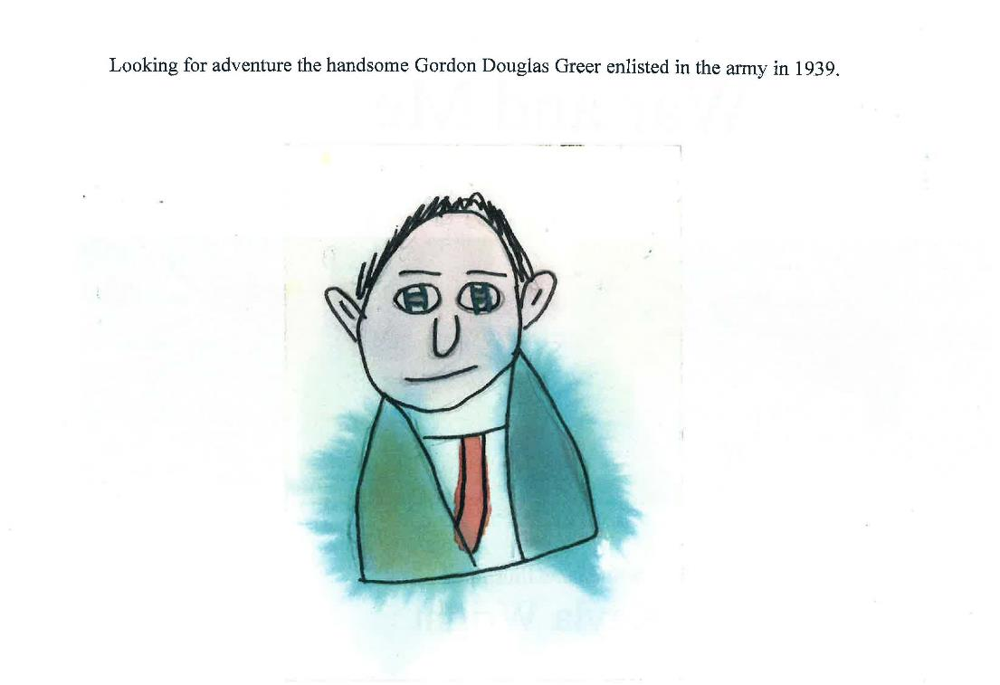 Looking for adventure the handsome Gordon Douglas Greer enlisted in the army in 1939.